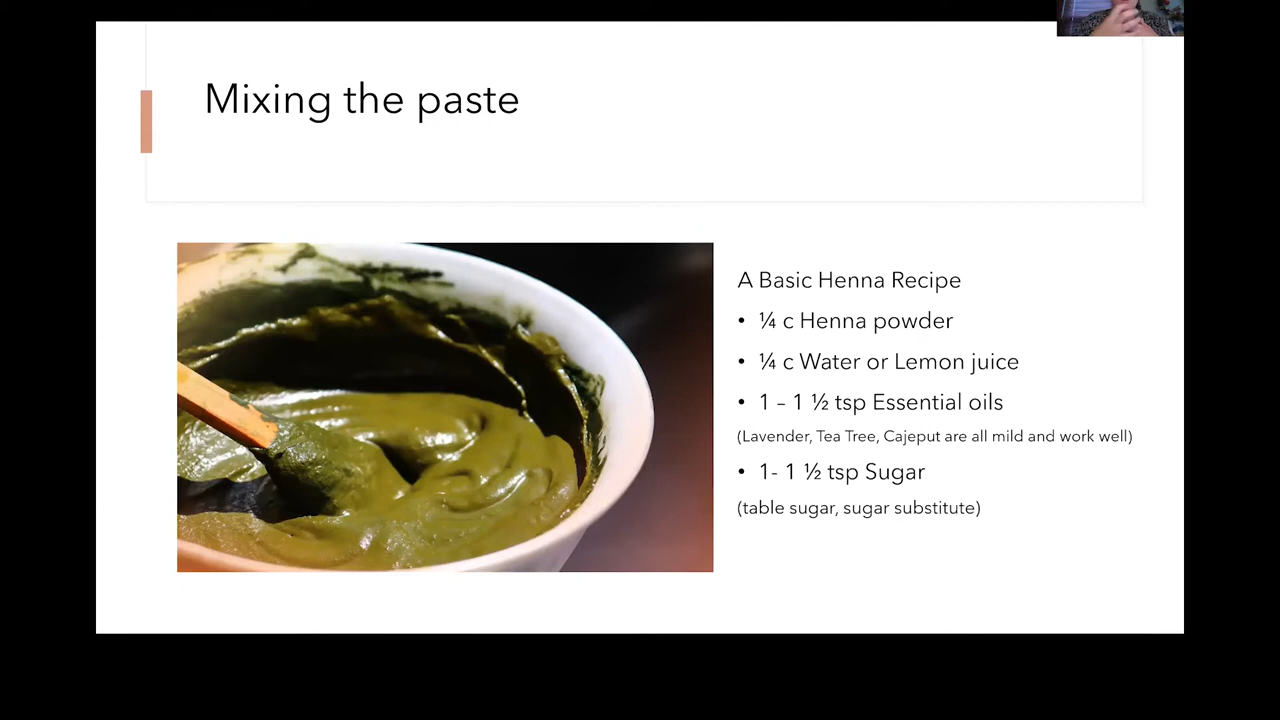 Mixing the paste
A Basic Henna Recipe
• ¼ c Henna powder
• ¼ c Water or Lemon juice
• 1 – 1 ½ tsp Essential oils
(Lavender, Tea Tree, Cajeput are all mild and work well)
• 1- 1 ½ tsp Sugar
(table sugar, sugar substitute)